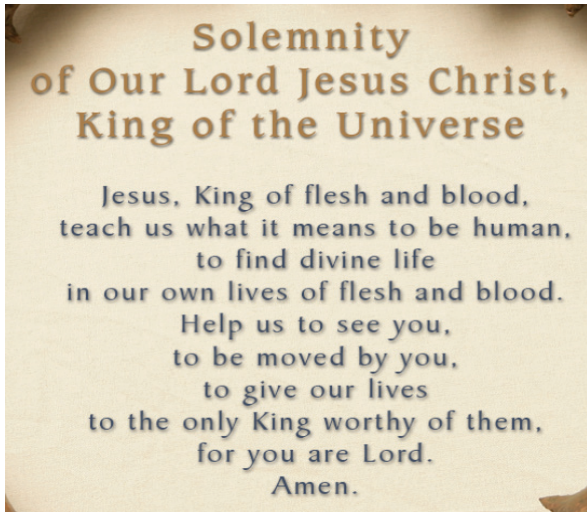 Solemnity
of Our Lord Jesus Christ,
King of the Universe
Jesus, King of flesh and blood,
teach us what it means to be human,
to find divine life
in our own lives of flesh and blood.
Help us to see you,
to be moved by you,
to give our lives
to the only King worthy of them,
for you are Lord.
Amen.